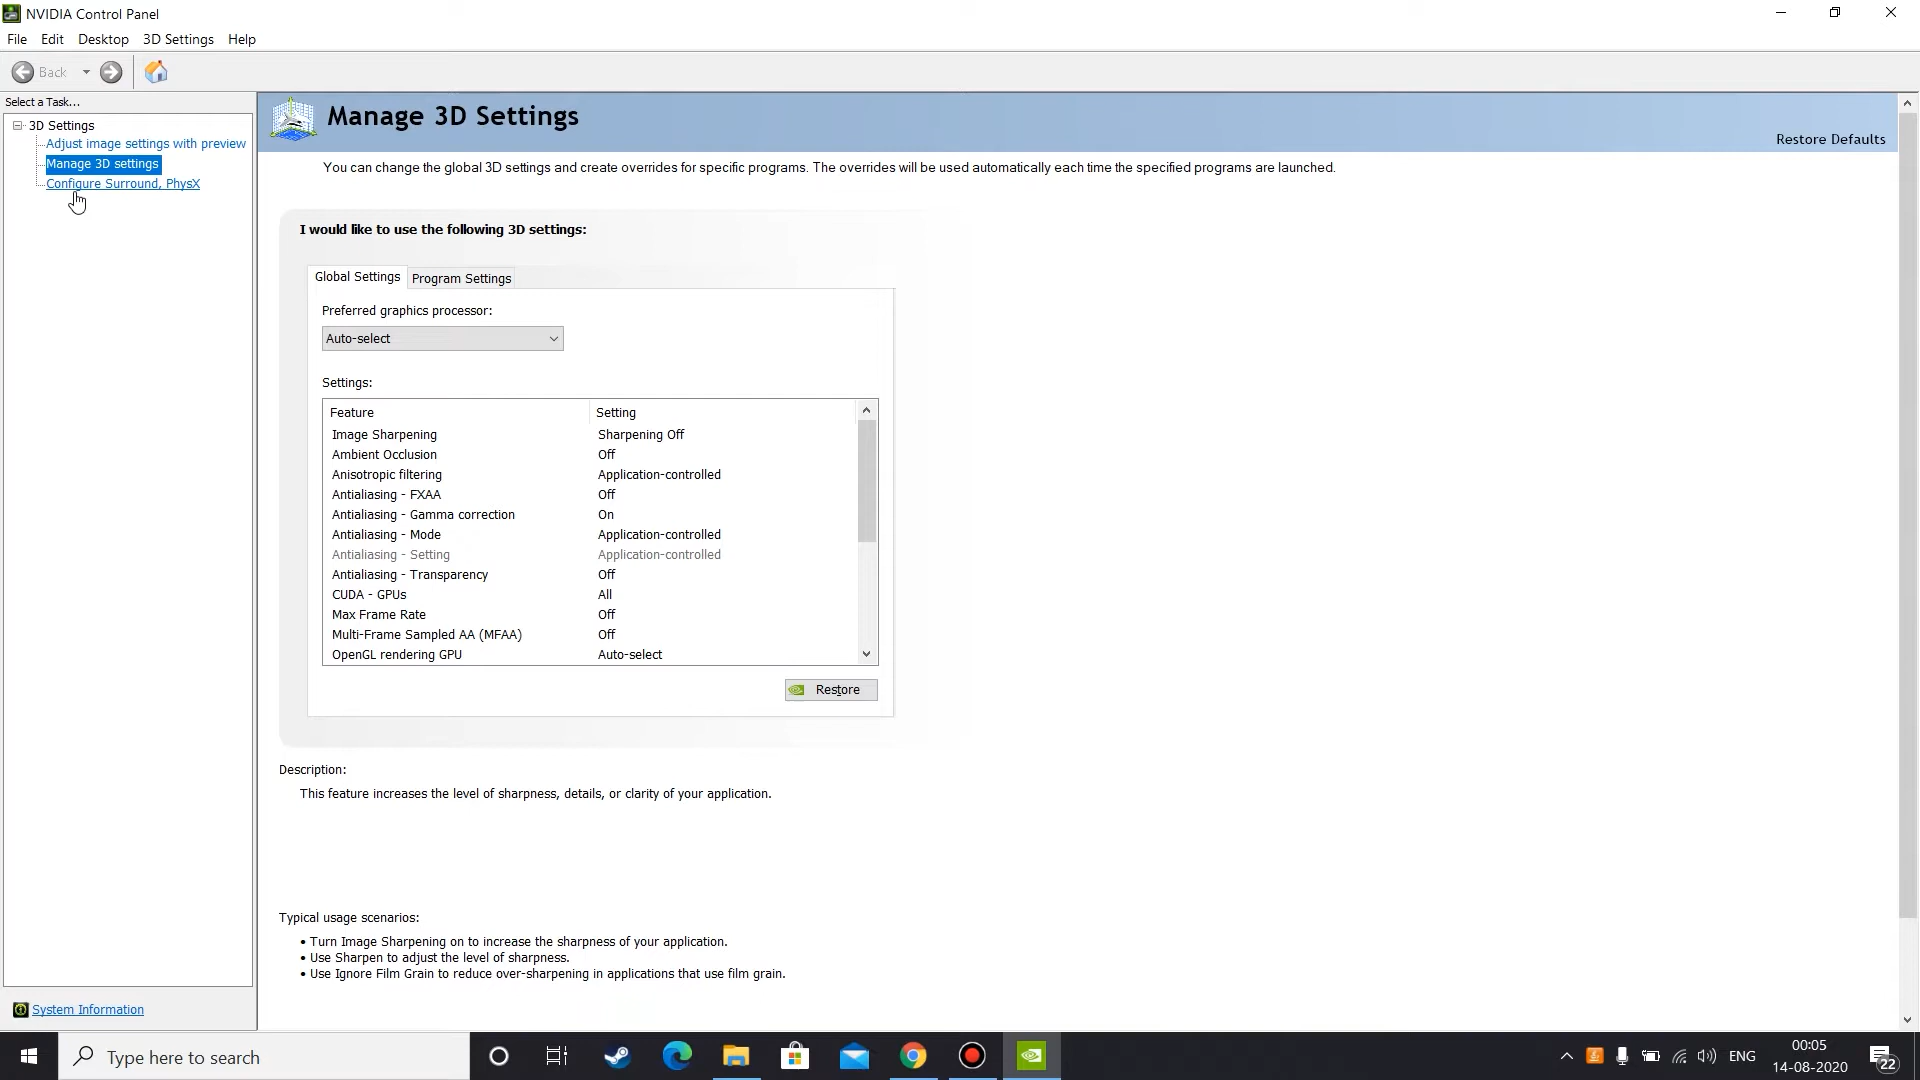 NVIDIA Control Panel
File Edit Desktop 3D Settings Help
Back
Select a Task...
3D Settings
Adjust image settings with preview
Manage 3D settings
Configure Surround, PhysX
System Information
Manage 3D Settings
Restore Defaults
You can change the global 3D settings and create overrides for specific programs. The overrides will be used automatically each time the specified programs are launched.
I would like to use the following 3D settings:
Global Settings Program Settings
Preferred graphics processor:
Auto-select
Settings:
Feature Setting
Image Sharpening Sharpening Off
Ambient Occlusion Off
Anisotropic filtering Application-controlled
Antialiasing - FXAA Off
Antialiasing - Gamma correction On
Antialiasing - Mode Application-controlled
Antialiasing - Setting Application-controlled
Antialiasing - Transparency Off
CUDA - GPUs All
Max Frame Rate Off
Multi-Frame Sampled AA (MFAA) Off
OpenGL rendering GPU Auto-select
Restore
Description:
This feature increases the level of sharpness, details, or clarity of your application.
Typical usage scenarios:
• Turn Image Sharpening on to increase the sharpness of your application.
• Use Sharpen to adjust the level of sharpness.
• Use Ignore Film Grain to reduce over-sharpening in applications that use film grain.
Type here to search
ENG
00:05
14-08-2020
22